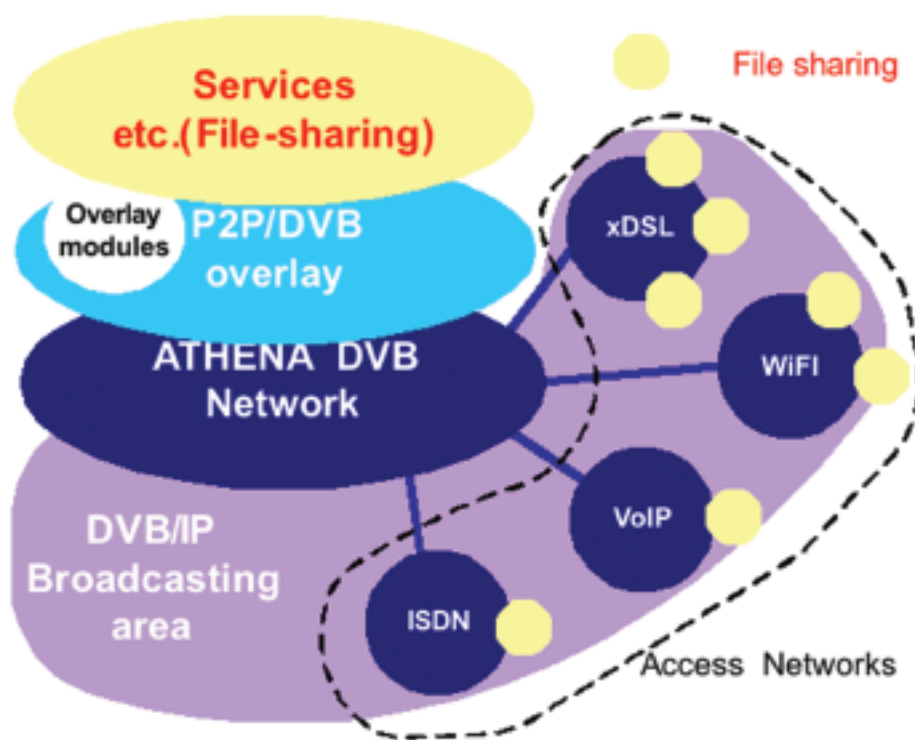 Services
etc.(File-sharing)
File sharing
Overlay
modules
P2P/DVB
overlay
xDSL
ATHENA DVB
Network
WiFI
VoIP
DVB/IP
Broadcasting
area
ISDN
Access Networks